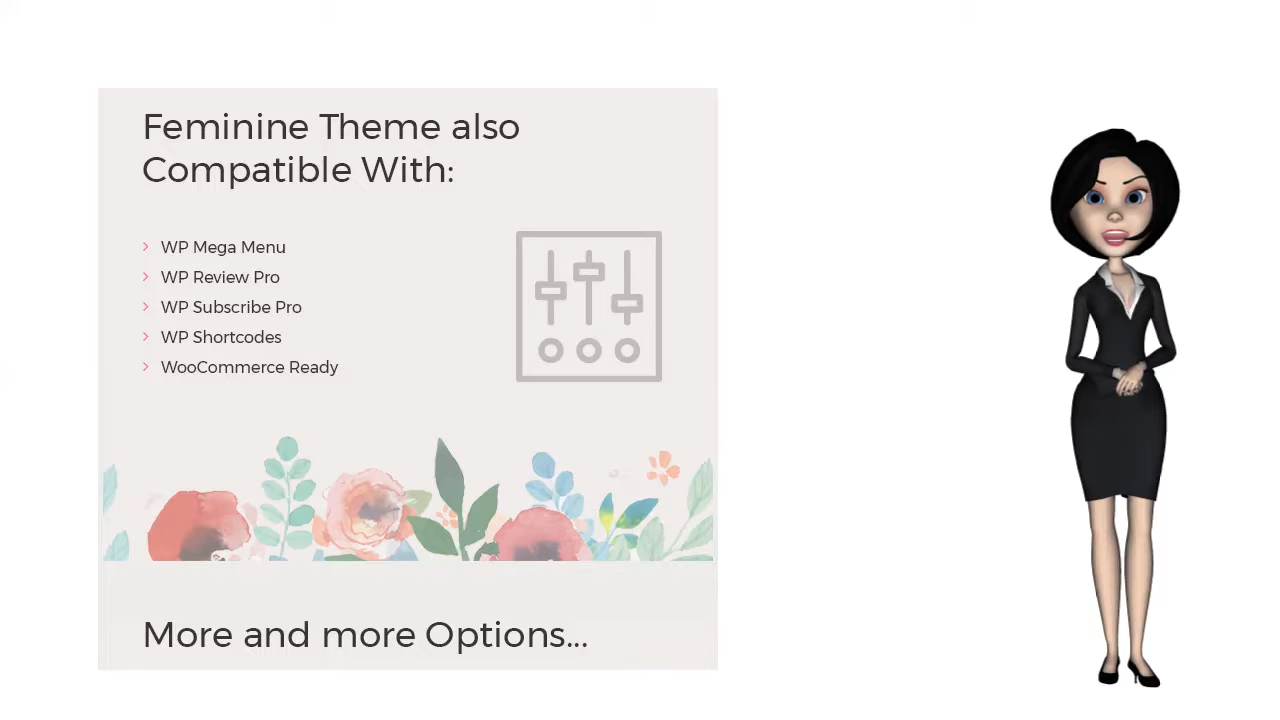 Feminine Theme also
Compatible With:
WP Mega Menu
WP Review Pro
WP Subscribe Pro
WP Shortcodes
WooCommerce Ready
More and more Options...